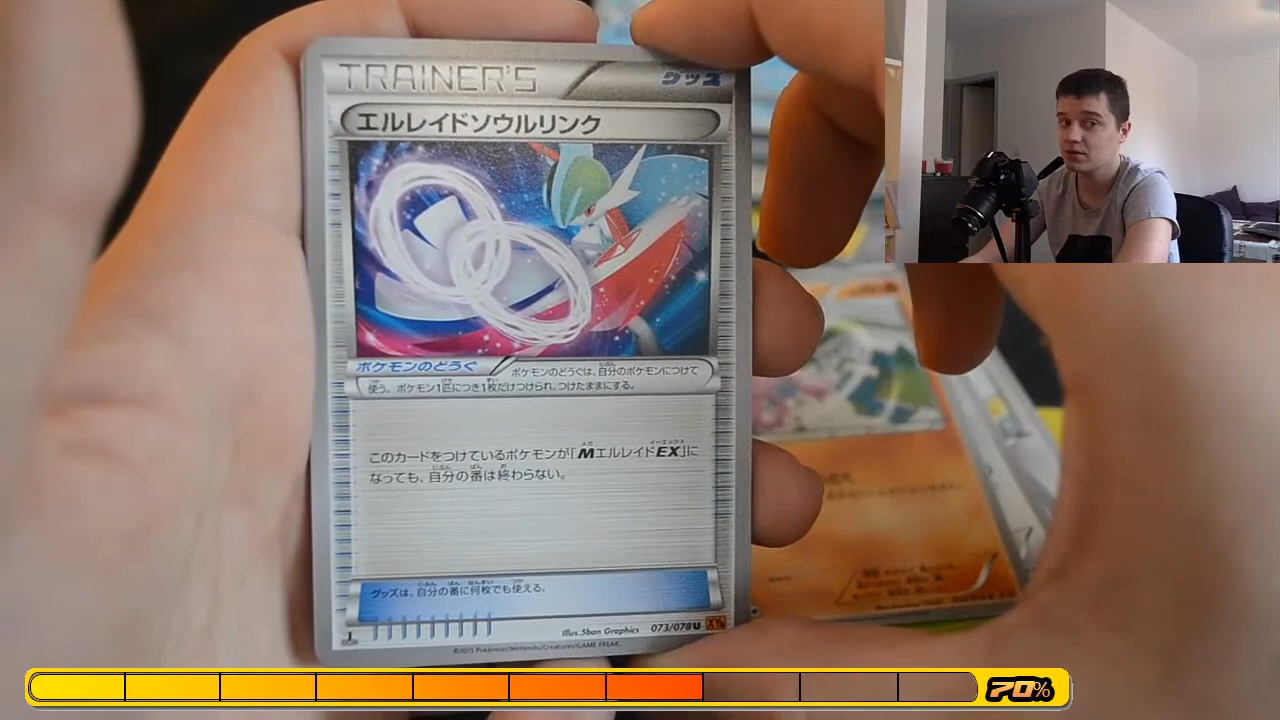 TRAINER'S
グッズ
エルレイドソウルリンク
ポケモンのどうぐ
ポケモンのどうぐは、自分のポケモンにつけて
使う。ポケモン1匹につき1枚だけつけられ、つけたままにする。
このカードをつけているポケモンが「MエルレイドEX」に
なっても、自分の番は終わらない。
グッズは、自分の番に何枚でも使える。
Illus. 5ban Graphics
073/078 U
XY6
©2015 Pokémon/Nintendo/Creatures/GAME FREAK.
70%